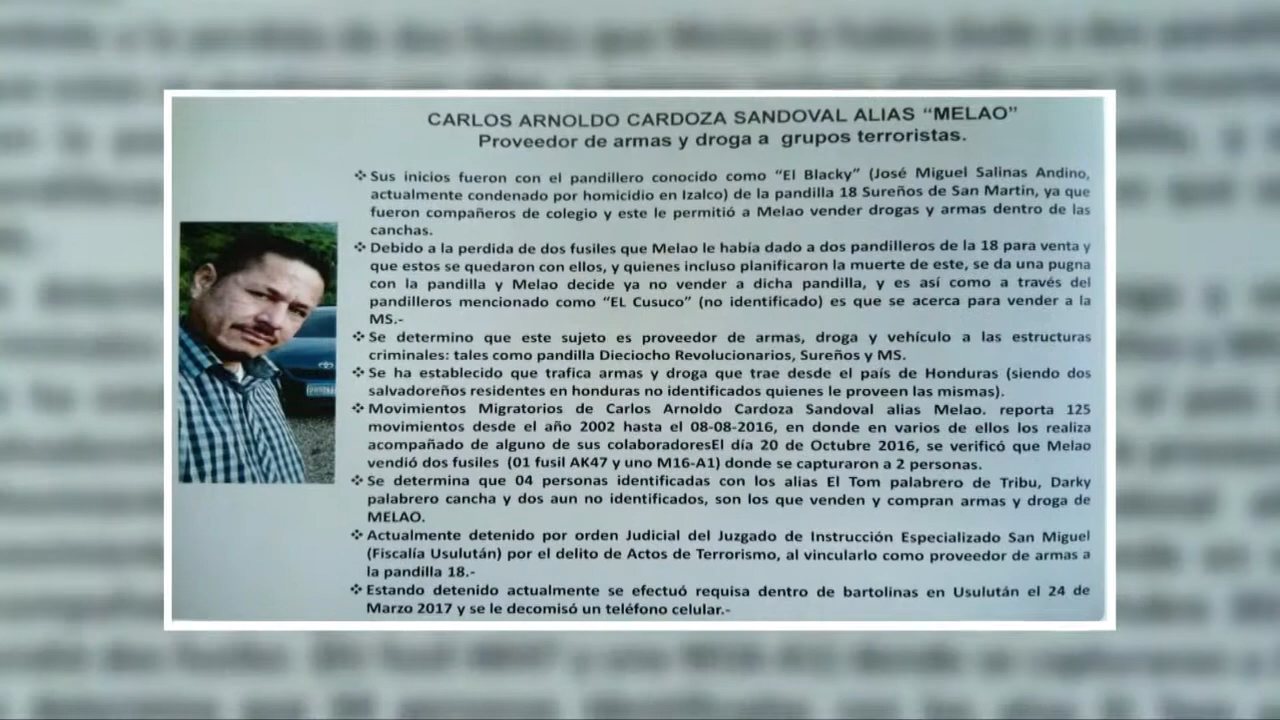 CARLOS ARNOLDO CARDOZA SANDOVAL ALIAS “MELAO”
Proveedor de armas y droga a grupos terroristas.
❖Sus inicios fueron con el pandillero conocido como “El Blacky” (José Miguel Salinas Andino,
actualmente condenado por homicidio en Izalco) de la pandilla 18 Sureños de San Martin, ya que
fueron compañeros de colegio y este le permitió a Melao vender drogas y armas dentro de las
canchas.
❖Debido a la perdida de dos fusiles que Melao le había dado a dos pandilleros de la 18 para venta y
que estos se quedaron con ellos, y quienes incluso planificaron la muerte de este, se da una pugna
con la pandilla y Melao decide ya no vender a dicha pandilla, y es así como a través del
pandilleros mencionado como “EL Cusuco” (no identificado) es que se acerca para vender a la
MS.-
❖Se determino que este sujeto es proveedor de armas, droga y vehículo a las estructuras
criminales: tales como pandilla Dieciocho Revolucionarios, Sureños y MS.
❖Se ha establecido que trafica armas y droga que trae desde el país de Honduras (siendo dos
salvadoreños residentes en honduras no identificados quienes le proveen las mismas).
❖Movimientos Migratorios de Carlos Arnoldo Cardoza Sandoval alias Melao. reporta 125
movimientos desde el año 2002 hasta el 08-08-2016, en donde en varios de ellos los realiza
acompañado de alguno de sus colaboradoresEl día 20 de Octubre 2016, se verificó que Melao
vendió dos fusiles (01 fusil AK47 y uno M16-A1) donde se capturaron a 2 personas.
❖Se determina que 04 personas identificadas con los alias El Tom palabrero de Tribu, Darky
palabrero cancha y dos aun no identificados, son los que venden y compran armas y droga de
MELAO.
❖Actualmente detenido por orden Judicial del Juzgado de Instrucción Especializado San Miguel
(Fiscalía Usulután) por el delito de Actos de Terrorismo, al vincularlo como proveedor de armas a
la pandilla 18.-
❖Estando detenido actualmente se efectuó requisa dentro de bartolinas en Usulután el 24 de
Marzo 2017 y se le decomisó un teléfono celular.-